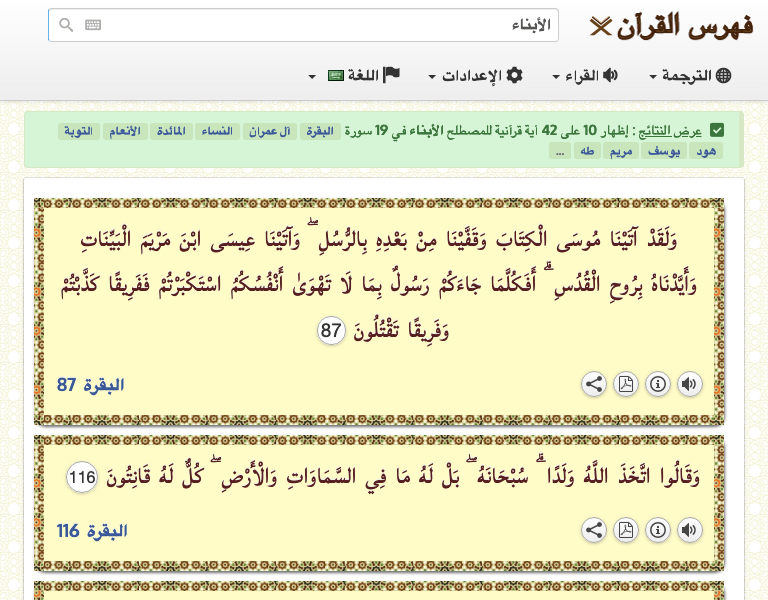 فهرس القرآن
الأبناء
الترجمة القراء الإعدادات اللغة
عرض النتائج : إظهار 10 على 42 آية قرآنية للمصطلح الأبناء في 19 سورة البقرة آل عمران النساء المائدة الأنعام التوبة
هود يوسف مريم طه ...
وَلَقَدْ آتَيْنَا مُوسَى الْكِتَابَ وَقَفَّيْنَا مِنْ بَعْدِهِ بِالرُّسُلِ ۖ وَآتَيْنَا عِيسَى ابْنَ مَرْيَمَ الْبَيِّنَاتِ
وَأَيَّدْنَاهُ بِرُوحِ الْقُدُسِ ۗ أَفَكُلَّمَا جَاءَكُمْ رَسُولٌ بِمَا لَا تَهْوَىٰ أَنْفُسُكُمُ اسْتَكْبَرْتُمْ فَفَرِيقًا كَذَّبْتُمْ
وَفَرِيقًا تَقْتُلُونَ 87
البقرة 87
وَقَالُوا اتَّخَذَ اللَّهُ وَلَدًا ۗ سُبْحَانَهُ ۖ بَلْ لَهُ مَا فِي السَّمَاوَاتِ وَالْأَرْضِ ۖ كُلٌّ لَهُ قَانِتُونَ 116
البقرة 116